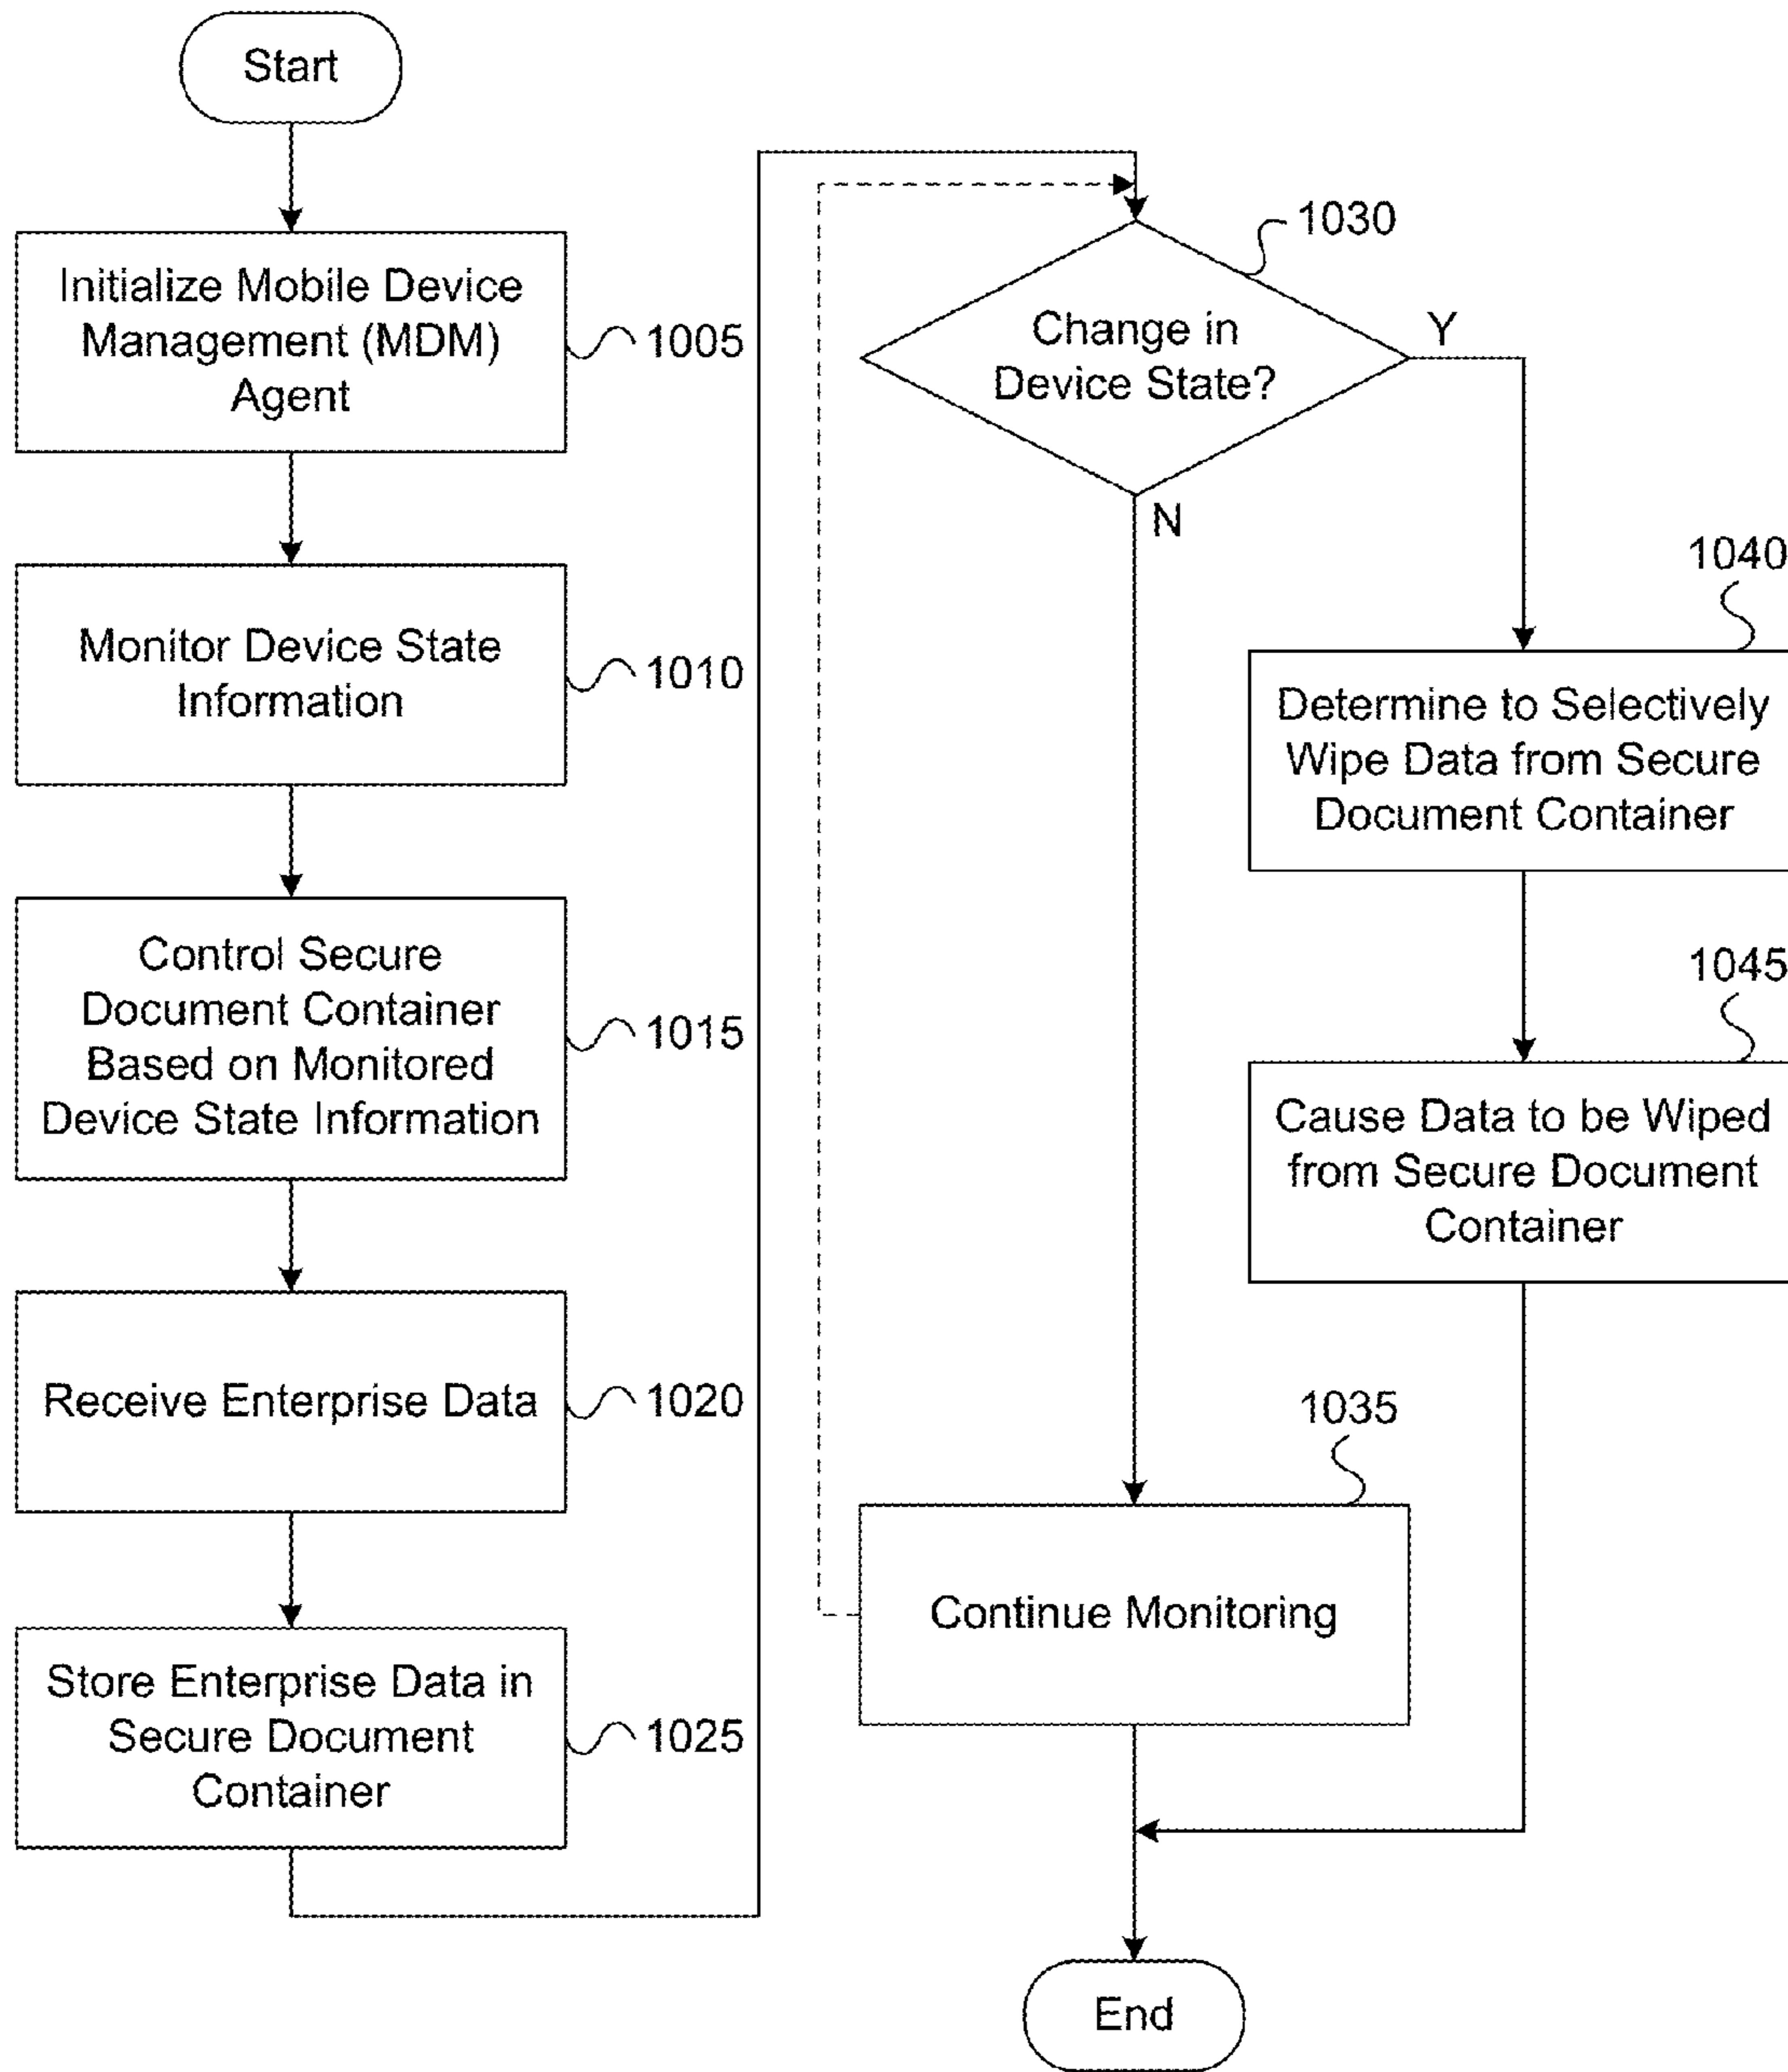 Start
Initialize Mobile Device
Management (MDM)
Agent
1005
Monitor Device State
Information
1010
Control Secure
Document Container
Based on Monitored
Device State Information
1015
Receive Enterprise Data
1020
Store Enterprise Data in
Secure Document
Container
1025
1030
Change in
Device State?
Y
N
1040
Determine to Selectively
Wipe Data from Secure
Document Container
1045
Cause Data to be Wiped
from Secure Document
Container
1035
Continue Monitoring
End